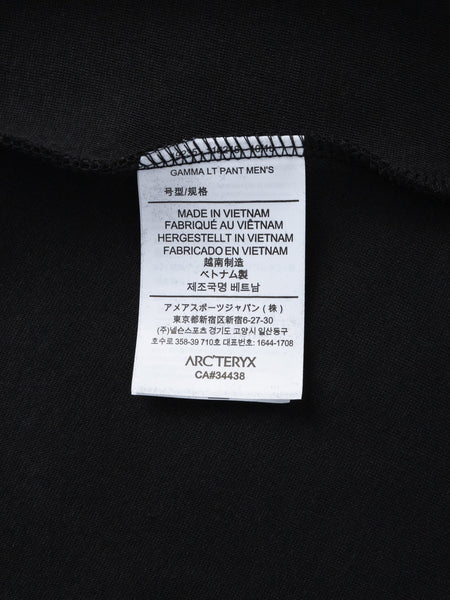 GAMMA LT PANT MEN'S
号型/规格
MADE IN VIETNAM
FABRIQUÉ AU VIÊTNAM
HERGESTELLT IN VIETNAM
FABRICADO EN VIETNAM
越南制造
ベトナム製
제조국명 베트남
アメアスポーツジャパン(株)
東京都新宿区新宿6-27-30
(주)넬슨스포츠 경기도 고양시 일산동구
호수로 358-39 710호 대표번호: 1644-1708
ARC'TERYX
CA#34438